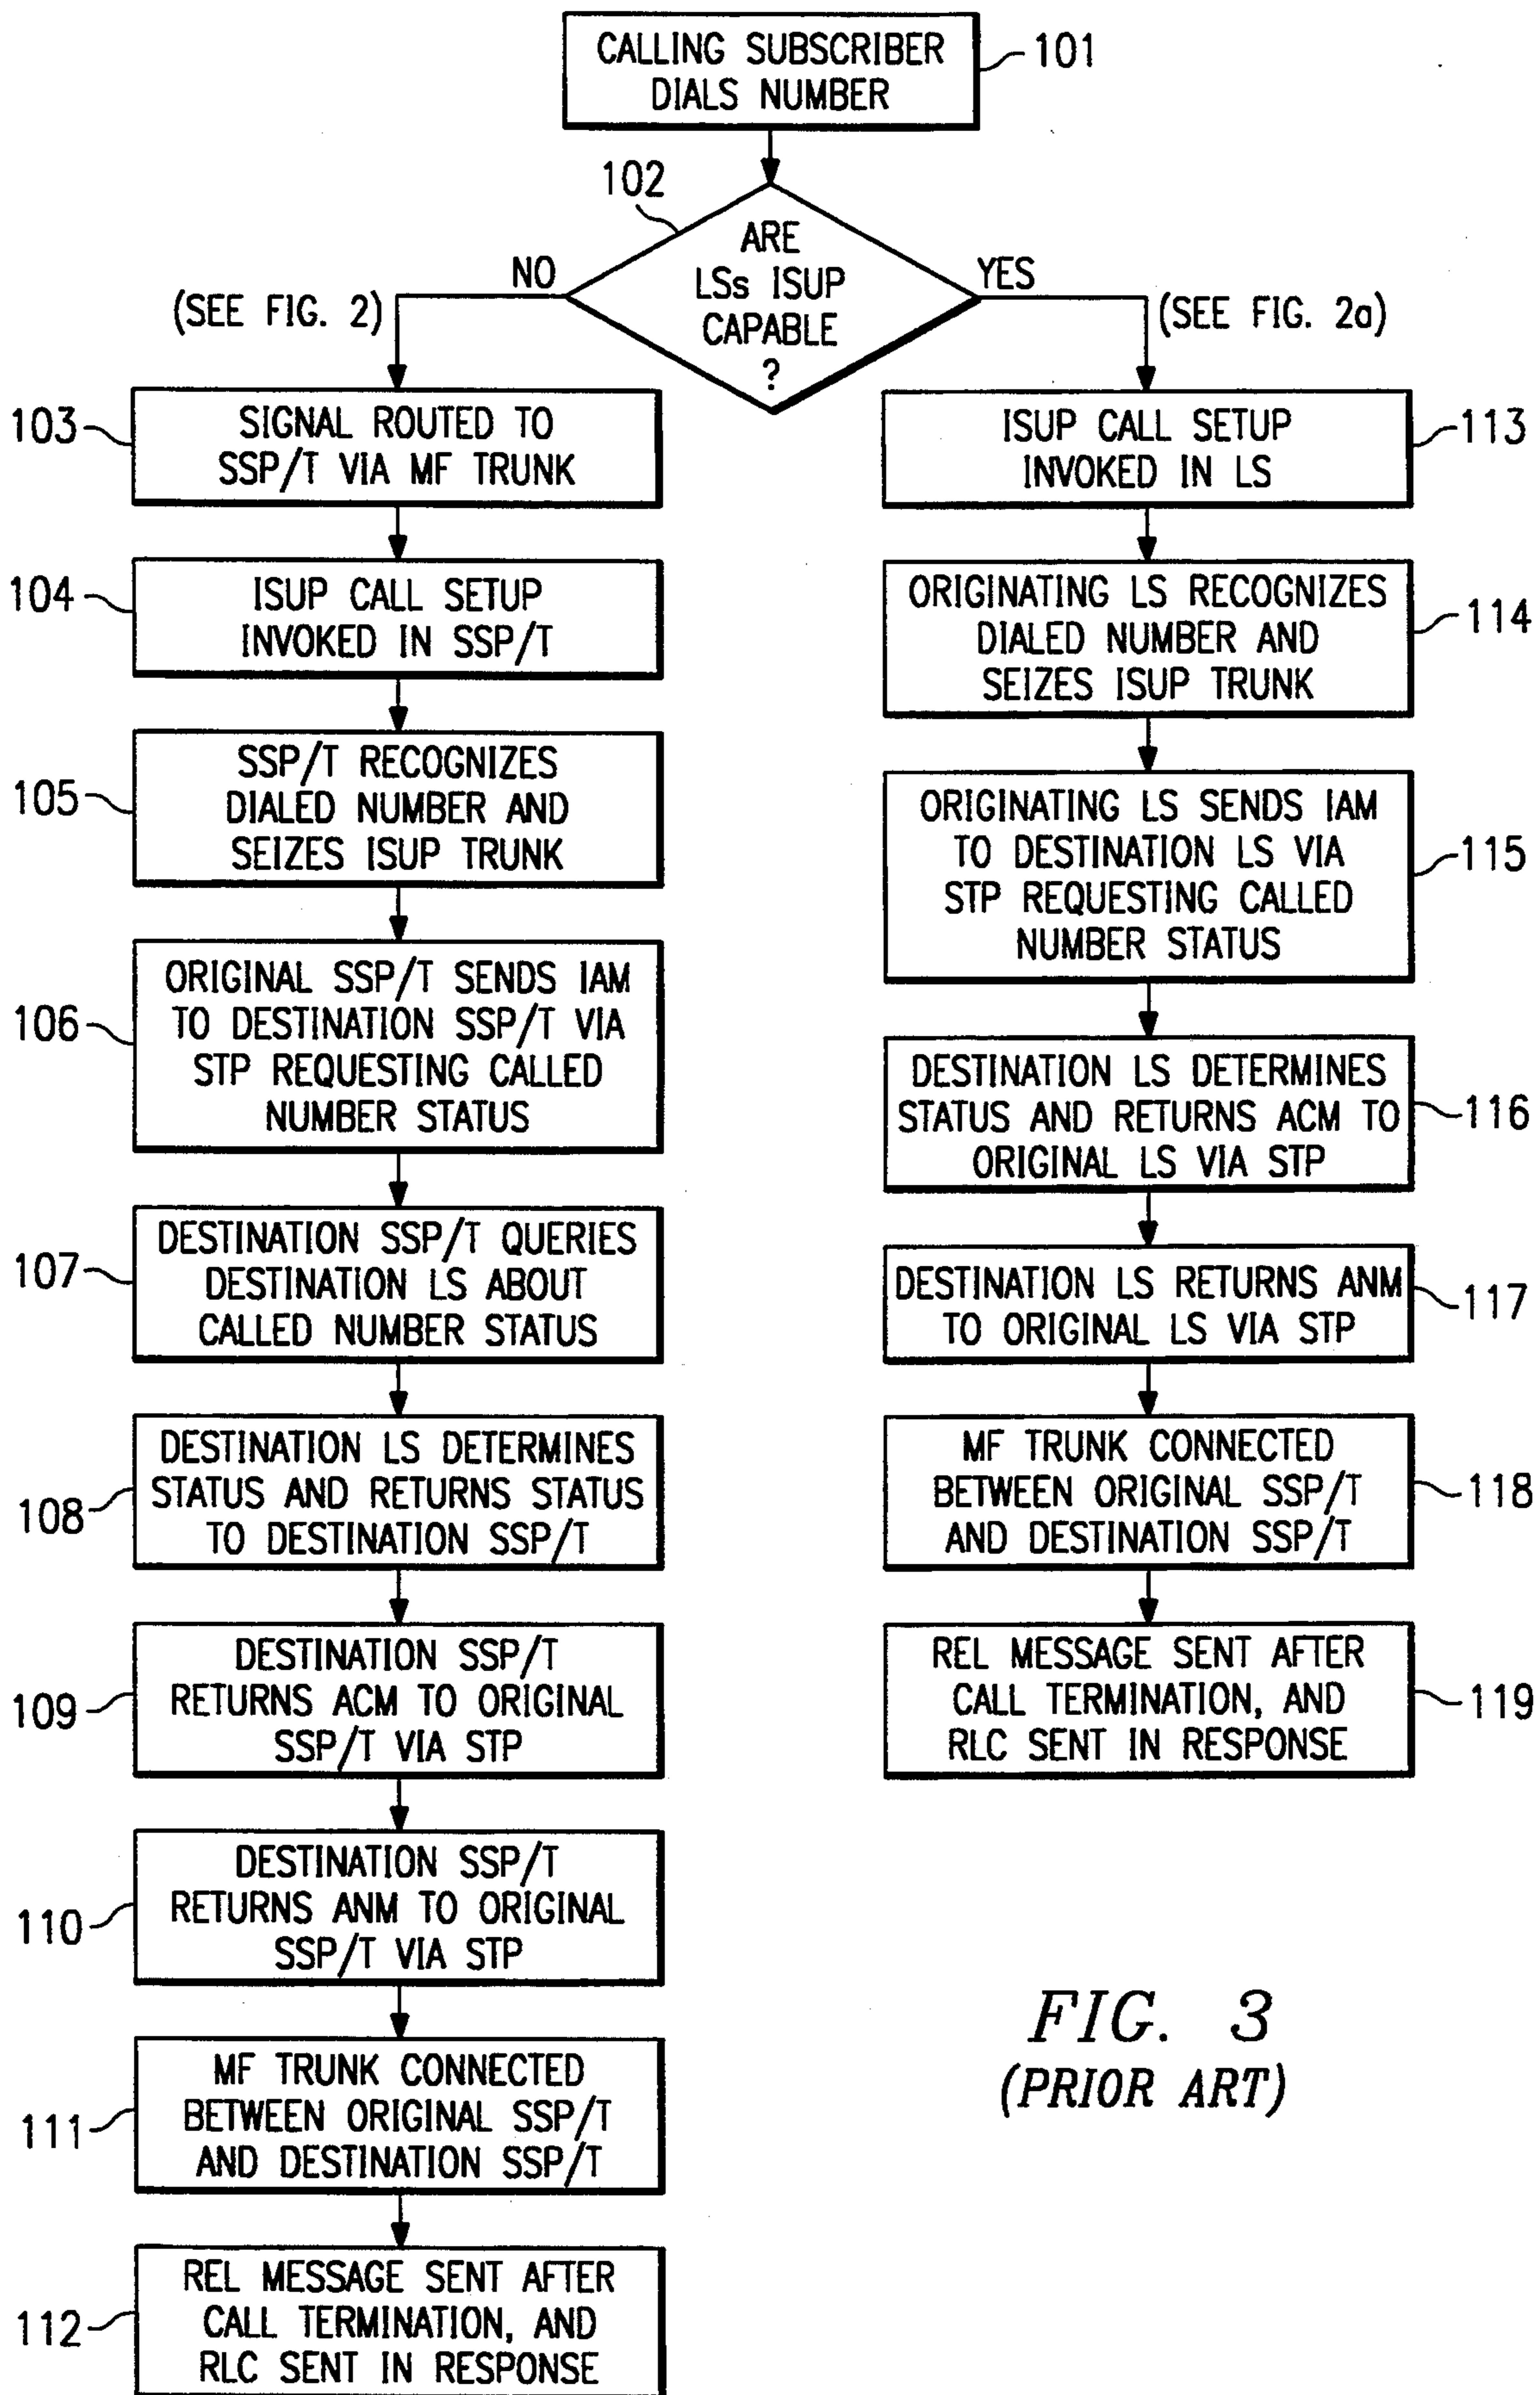 CALLING SUBSCRIBER
DIALS NUMBER
101
102
ARE
LSs ISUP
CAPABLE
?
NO
YES
(SEE FIG. 2)
(SEE FIG. 2a)
103
SIGNAL ROUTED TO
SSP/T VIA MF TRUNK
104
ISUP CALL SETUP
INVOKED IN SSP/T
105
SSP/T RECOGNIZES
DIALED NUMBER AND
SEIZES ISUP TRUNK
106
ORIGINAL SSP/T SENDS IAM
TO DESTINATION SSP/T VIA
STP REQUESTING CALLED
NUMBER STATUS
107
DESTINATION SSP/T QUERIES
DESTINATION LS ABOUT
CALLED NUMBER STATUS
108
DESTINATION LS DETERMINES
STATUS AND RETURNS STATUS
TO DESTINATION SSP/T
109
DESTINATION SSP/T
RETURNS ACM TO ORIGINAL
SSP/T VIA STP
110
DESTINATION SSP/T
RETURNS ANM TO ORIGINAL
SSP/T VIA STP
111
MF TRUNK CONNECTED
BETWEEN ORIGINAL SSP/T
AND DESTINATION SSP/T
112
REL MESSAGE SENT AFTER
CALL TERMINATION, AND
RLC SENT IN RESPONSE
ISUP CALL SETUP
INVOKED IN LS
113
ORIGINATING LS RECOGNIZES
DIALED NUMBER AND
SEIZES ISUP TRUNK
114
ORIGINATING LS SENDS IAM
TO DESTINATION LS VIA
STP REQUESTING CALLED
NUMBER STATUS
115
DESTINATION LS DETERMINES
STATUS AND RETURNS ACM TO
ORIGINAL LS VIA STP
116
DESTINATION LS RETURNS ANM
TO ORIGINAL LS VIA STP
117
MF TRUNK CONNECTED
BETWEEN ORIGINAL SSP/T
AND DESTINATION SSP/T
118
REL MESSAGE SENT AFTER
CALL TERMINATION, AND
RLC SENT IN RESPONSE
119
FIG. 3
(PRIOR ART)